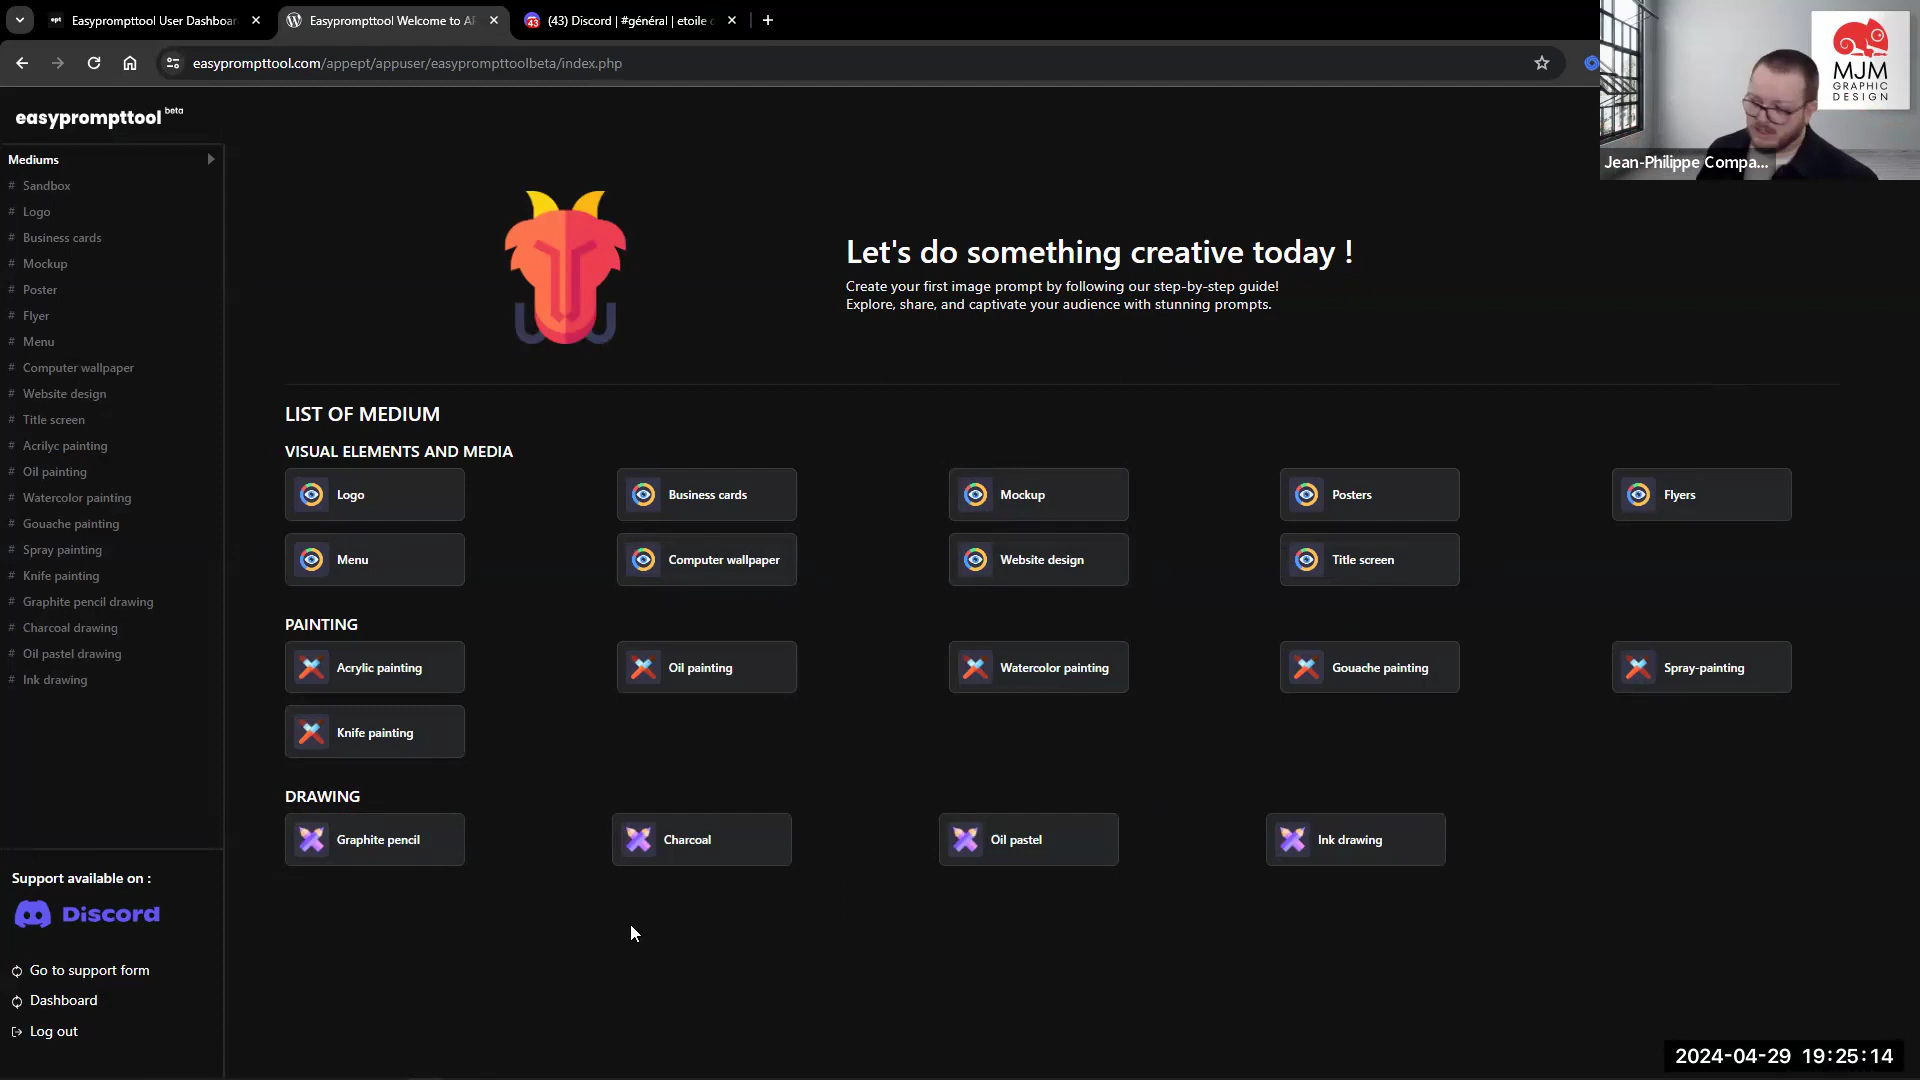 Easyprompttool User Dashboar
Easyprompttool Welcome to AP
(43) Discord | #général | etoile c
easyprompttool.com/appept/appuser/easyprompttoolbeta/index.php
MJM
GRAPHIC
DESIGN
Jean-Philippe Compa...
easyprompttool beta
Mediums
# Sandbox
# Logo
# Business cards
# Mockup
# Poster
# Flyer
# Menu
# Computer wallpaper
# Website design
# Title screen
# Acrilyc painting
# Oil painting
# Watercolor painting
# Gouache painting
# Spray painting
# Knife painting
# Graphite pencil drawing
# Charcoal drawing
# Oil pastel drawing
# Ink drawing
Support available on :
Discord
Go to support form
Dashboard
Log out
Let's do something creative today !
Create your first image prompt by following our step-by-step guide!
Explore, share, and captivate your audience with stunning prompts.
LIST OF MEDIUM
VISUAL ELEMENTS AND MEDIA
Logo
Business cards
Mockup
Posters
Flyers
Menu
Computer wallpaper
Website design
Title screen
PAINTING
Acrylic painting
Oil painting
Watercolor painting
Gouache painting
Spray-painting
Knife painting
DRAWING
Graphite pencil
Charcoal
Oil pastel
Ink drawing
2024-04-29 19:25:14